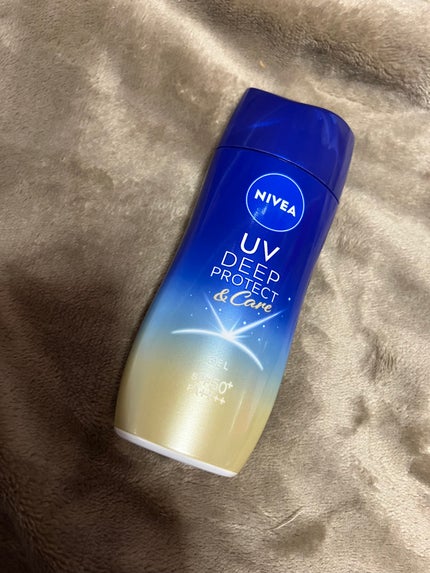 NIVEA
UV
DEEP
PROTECT
& Care